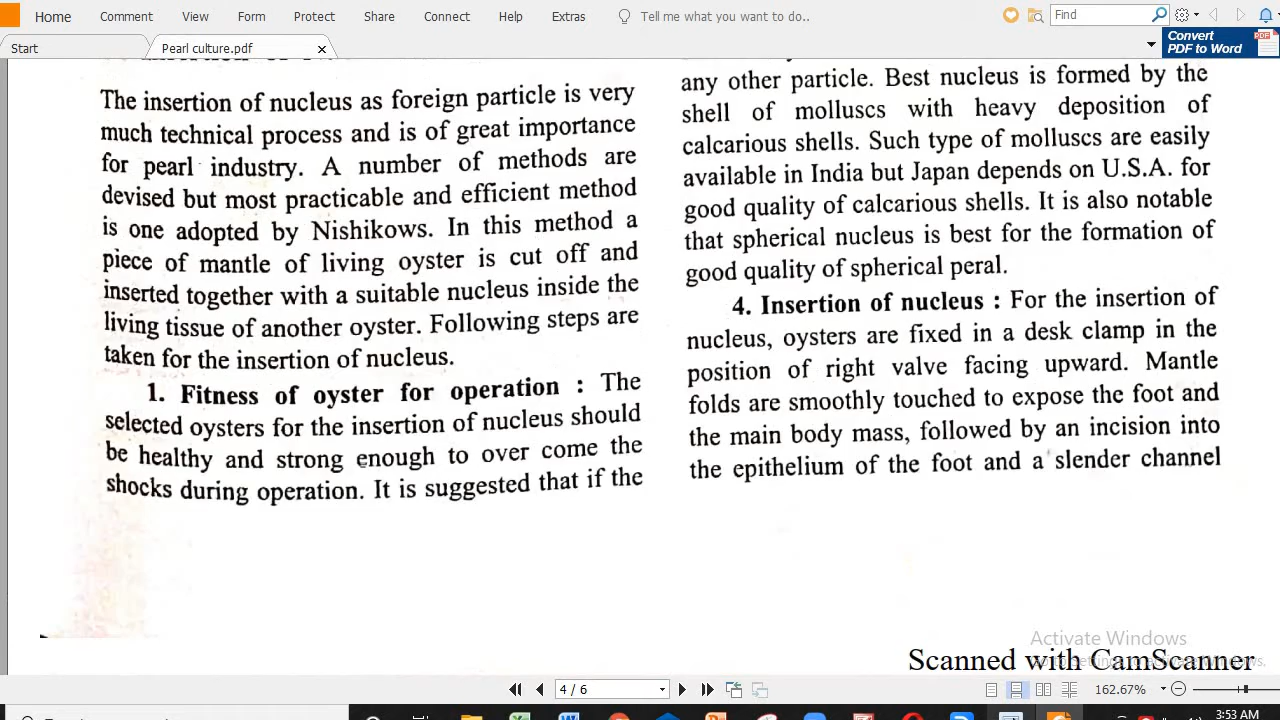 Home Comment View Form Protect Share Connect Help Extras Tell me what you want to do.. Find
Start Pearl culture.pdf x Convert PDF to Word
The insertion of nucleus as foreign particle is very
much technical process and is of great importance
for pearl industry. A number of methods are
devised but most practicable and efficient method
is one adopted by Nishikows. In this method a
piece of mantle of living oyster is cut off and
inserted together with a suitable nucleus inside the
living tissue of another oyster. Following steps are
taken for the insertion of nucleus.
1. Fitness of oyster for operation : The
selected oysters for the insertion of nucleus should
be healthy and strong enough to over come the
shocks during operation. It is suggested that if the
any other particle. Best nucleus is formed by the
shell of molluscs with heavy deposition of
calcarious shells. Such type of molluscs are easily
available in India but Japan depends on U.S.A. for
good quality of calcarious shells. It is also notable
that spherical nucleus is best for the formation of
good quality of spherical peral.
4. Insertion of nucleus : For the insertion of
nucleus, oysters are fixed in a desk clamp in the
position of right valve facing upward. Mantle
folds are smoothly touched to expose the foot and
the main body mass, followed by an incision into
the epithelium of the foot and a slender channel
Activate Windows
Scanned with CamScanner
4 / 6 162.67%
3:53 AM